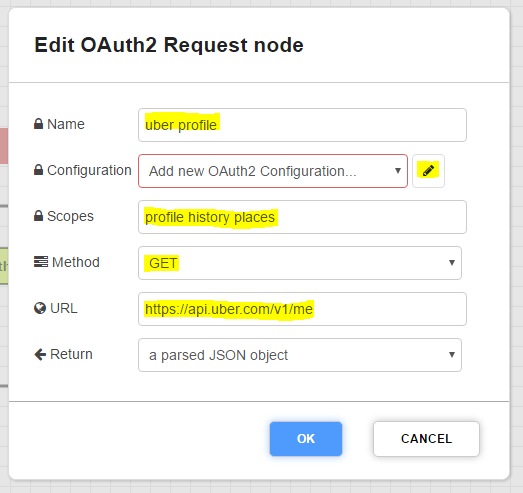 Edit OAuth2 Request node
Name
uber profile
Configuration
Add new OAuth2 Configuration...
Scopes
profile history places
Method
GET
URL
https://api.uber.com/v1/me
Return
a parsed JSON object
OK
CANCEL